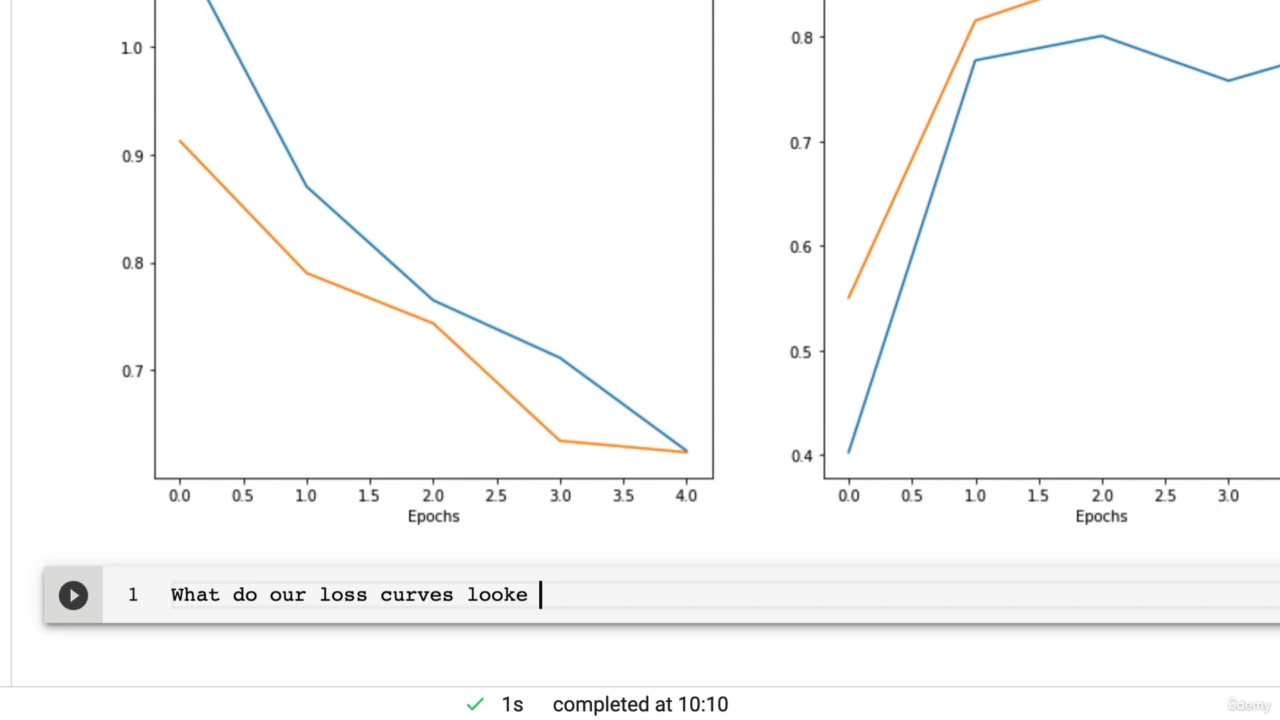 1.0
0.9
0.8
0.7
0.0 0.5 1.0 1.5 2.0 2.5 3.0 3.5 4.0
Epochs
0.8
0.7
0.6
0.5
0.4
0.0 0.5 1.0 1.5 2.0 2.5 3.0
Epochs
1 What do our loss curves looke
1s completed at 10:10
ûdemy